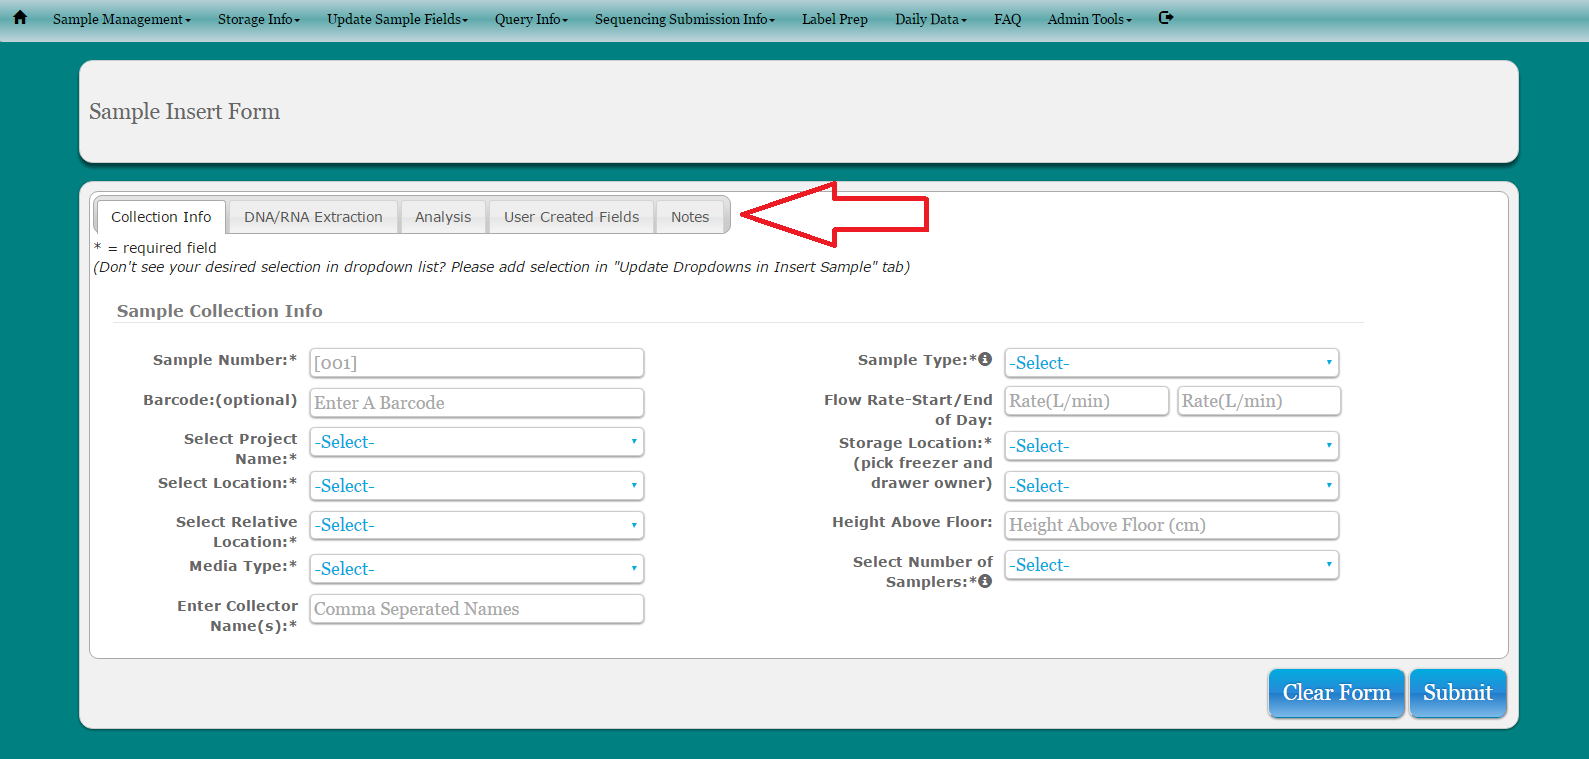 Sample Management Storage Info Update Sample Fields Query Info Sequencing Submission Info Label Prep Daily Data FAQ Admin Tools
Sample Insert Form
Collection Info DNA/RNA Extraction Analysis User Created Fields Notes
* = required field
(Don't see your desired selection in dropdown list? Please add selection in "Update Dropdowns in Insert Sample" tab)
Sample Collection Info
Sample Number:* [001]
Barcode:(optional) Enter A Barcode
Select Project -Select-
Name:*
Select Location:* -Select-
Select Relative -Select-
Location:*
Media Type:* -Select-
Enter Collector Comma Seperated Names
Name(s):*
Sample Type:* -Select-
Flow Rate-Start/End Rate(L/min) Rate(L/min)
of Day:
Storage Location:* -Select-
(pick freezer and
drawer owner) -Select-
Height Above Floor: Height Above Floor (cm)
Select Number of -Select-
Samplers:*
Clear Form Submit